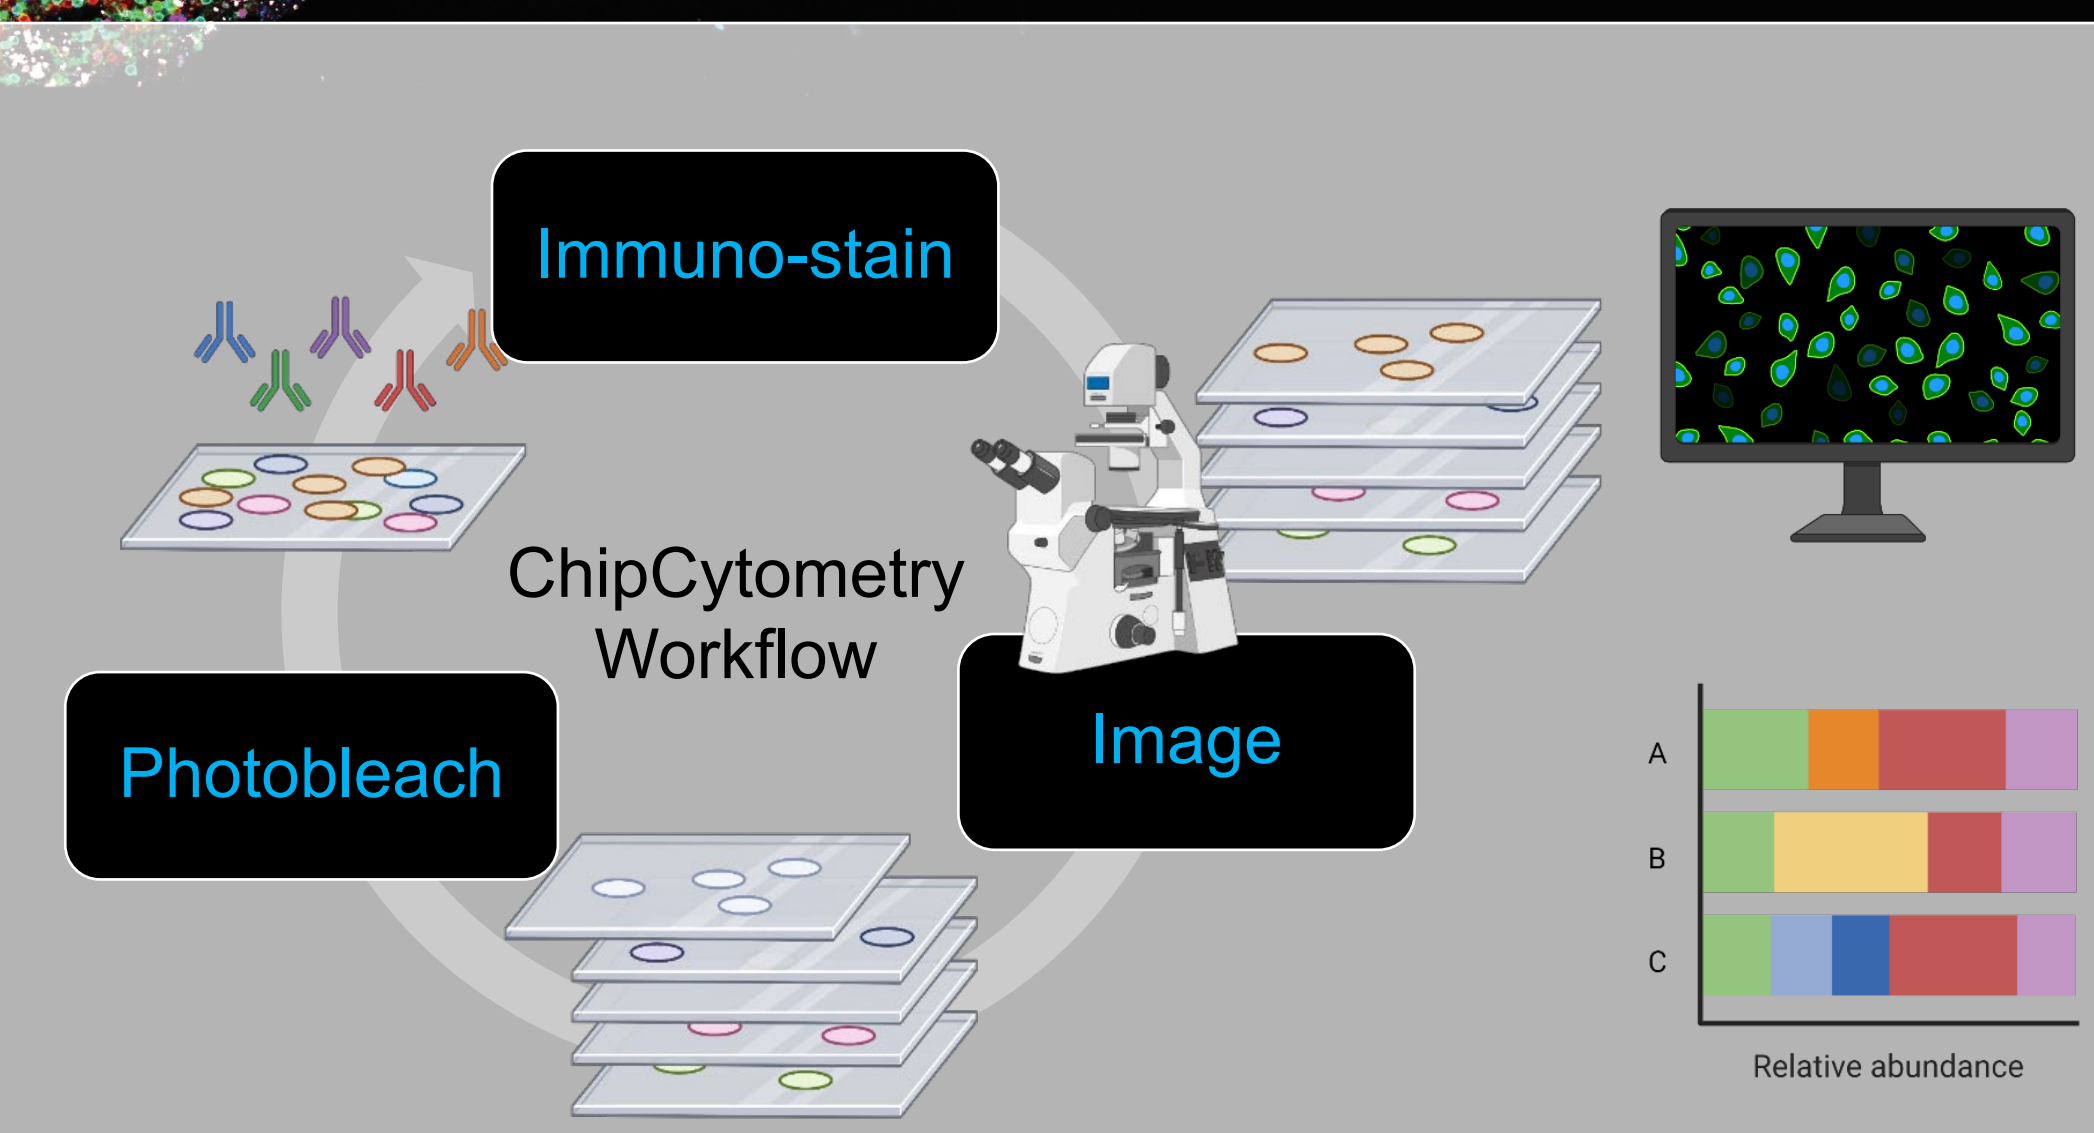 Immuno-stain
ChipCytometry
Workflow
Photobleach
Image
A
B
C
Relative abundance